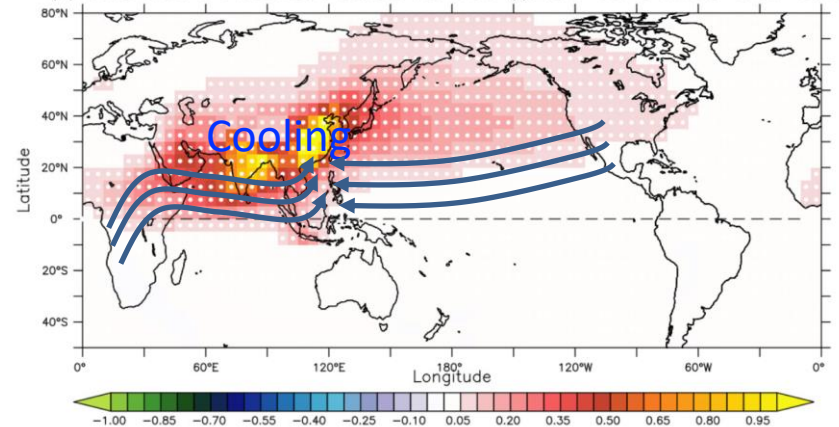 80°N
60°N
40°N
20°N
0°
20°S
40°S
Latitude
Cooling
0°
60°E
120°E
180°
120°W
60°W
0°
Longitude
−1.00
−0.85
−0.70
−0.55
−0.40
−0.25
−0.10
0.05
0.20
0.35
0.50
0.65
0.80
0.95